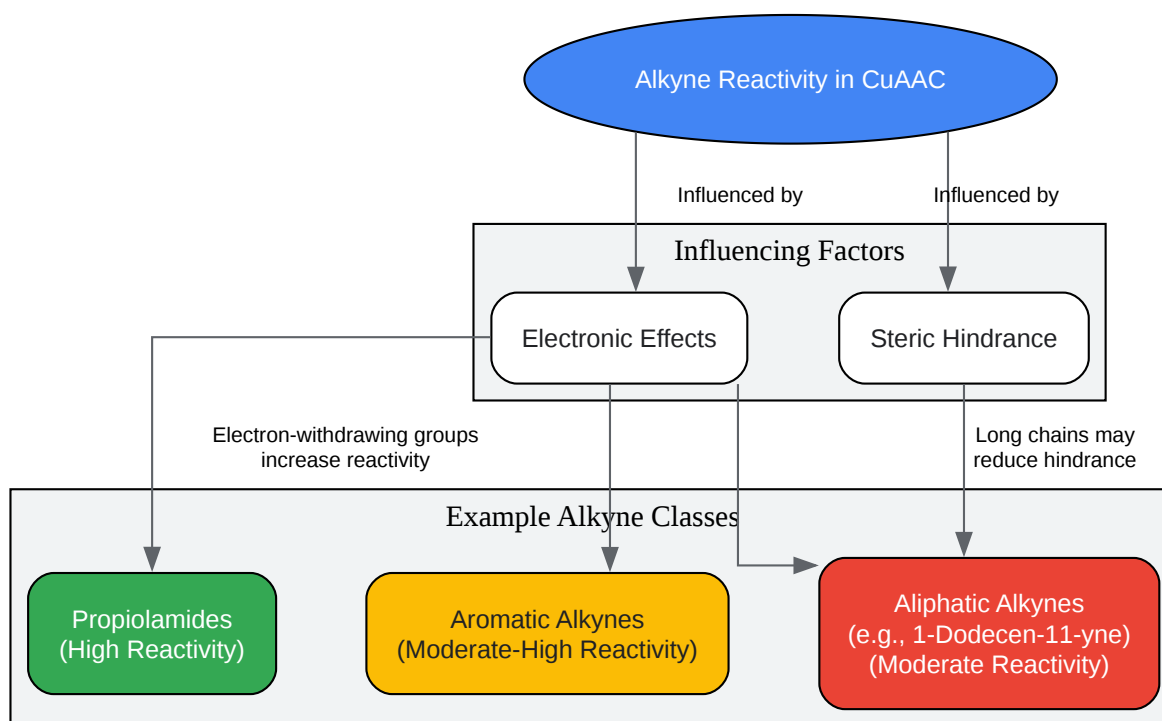 Alkyne Reactivity in CuAAC
Influenced by
Influenced by
Influencing Factors
Electronic Effects
Steric Hindrance
Electron-withdrawing groups
increase reactivity
Long chains may
reduce hindrance
Example Alkyne Classes
Propiolamides
(High Reactivity)
Aromatic Alkynes
(Moderate-High Reactivity)
Aliphatic Alkynes
(e.g., 1-Dodecen-11-yne)
(Moderate Reactivity)